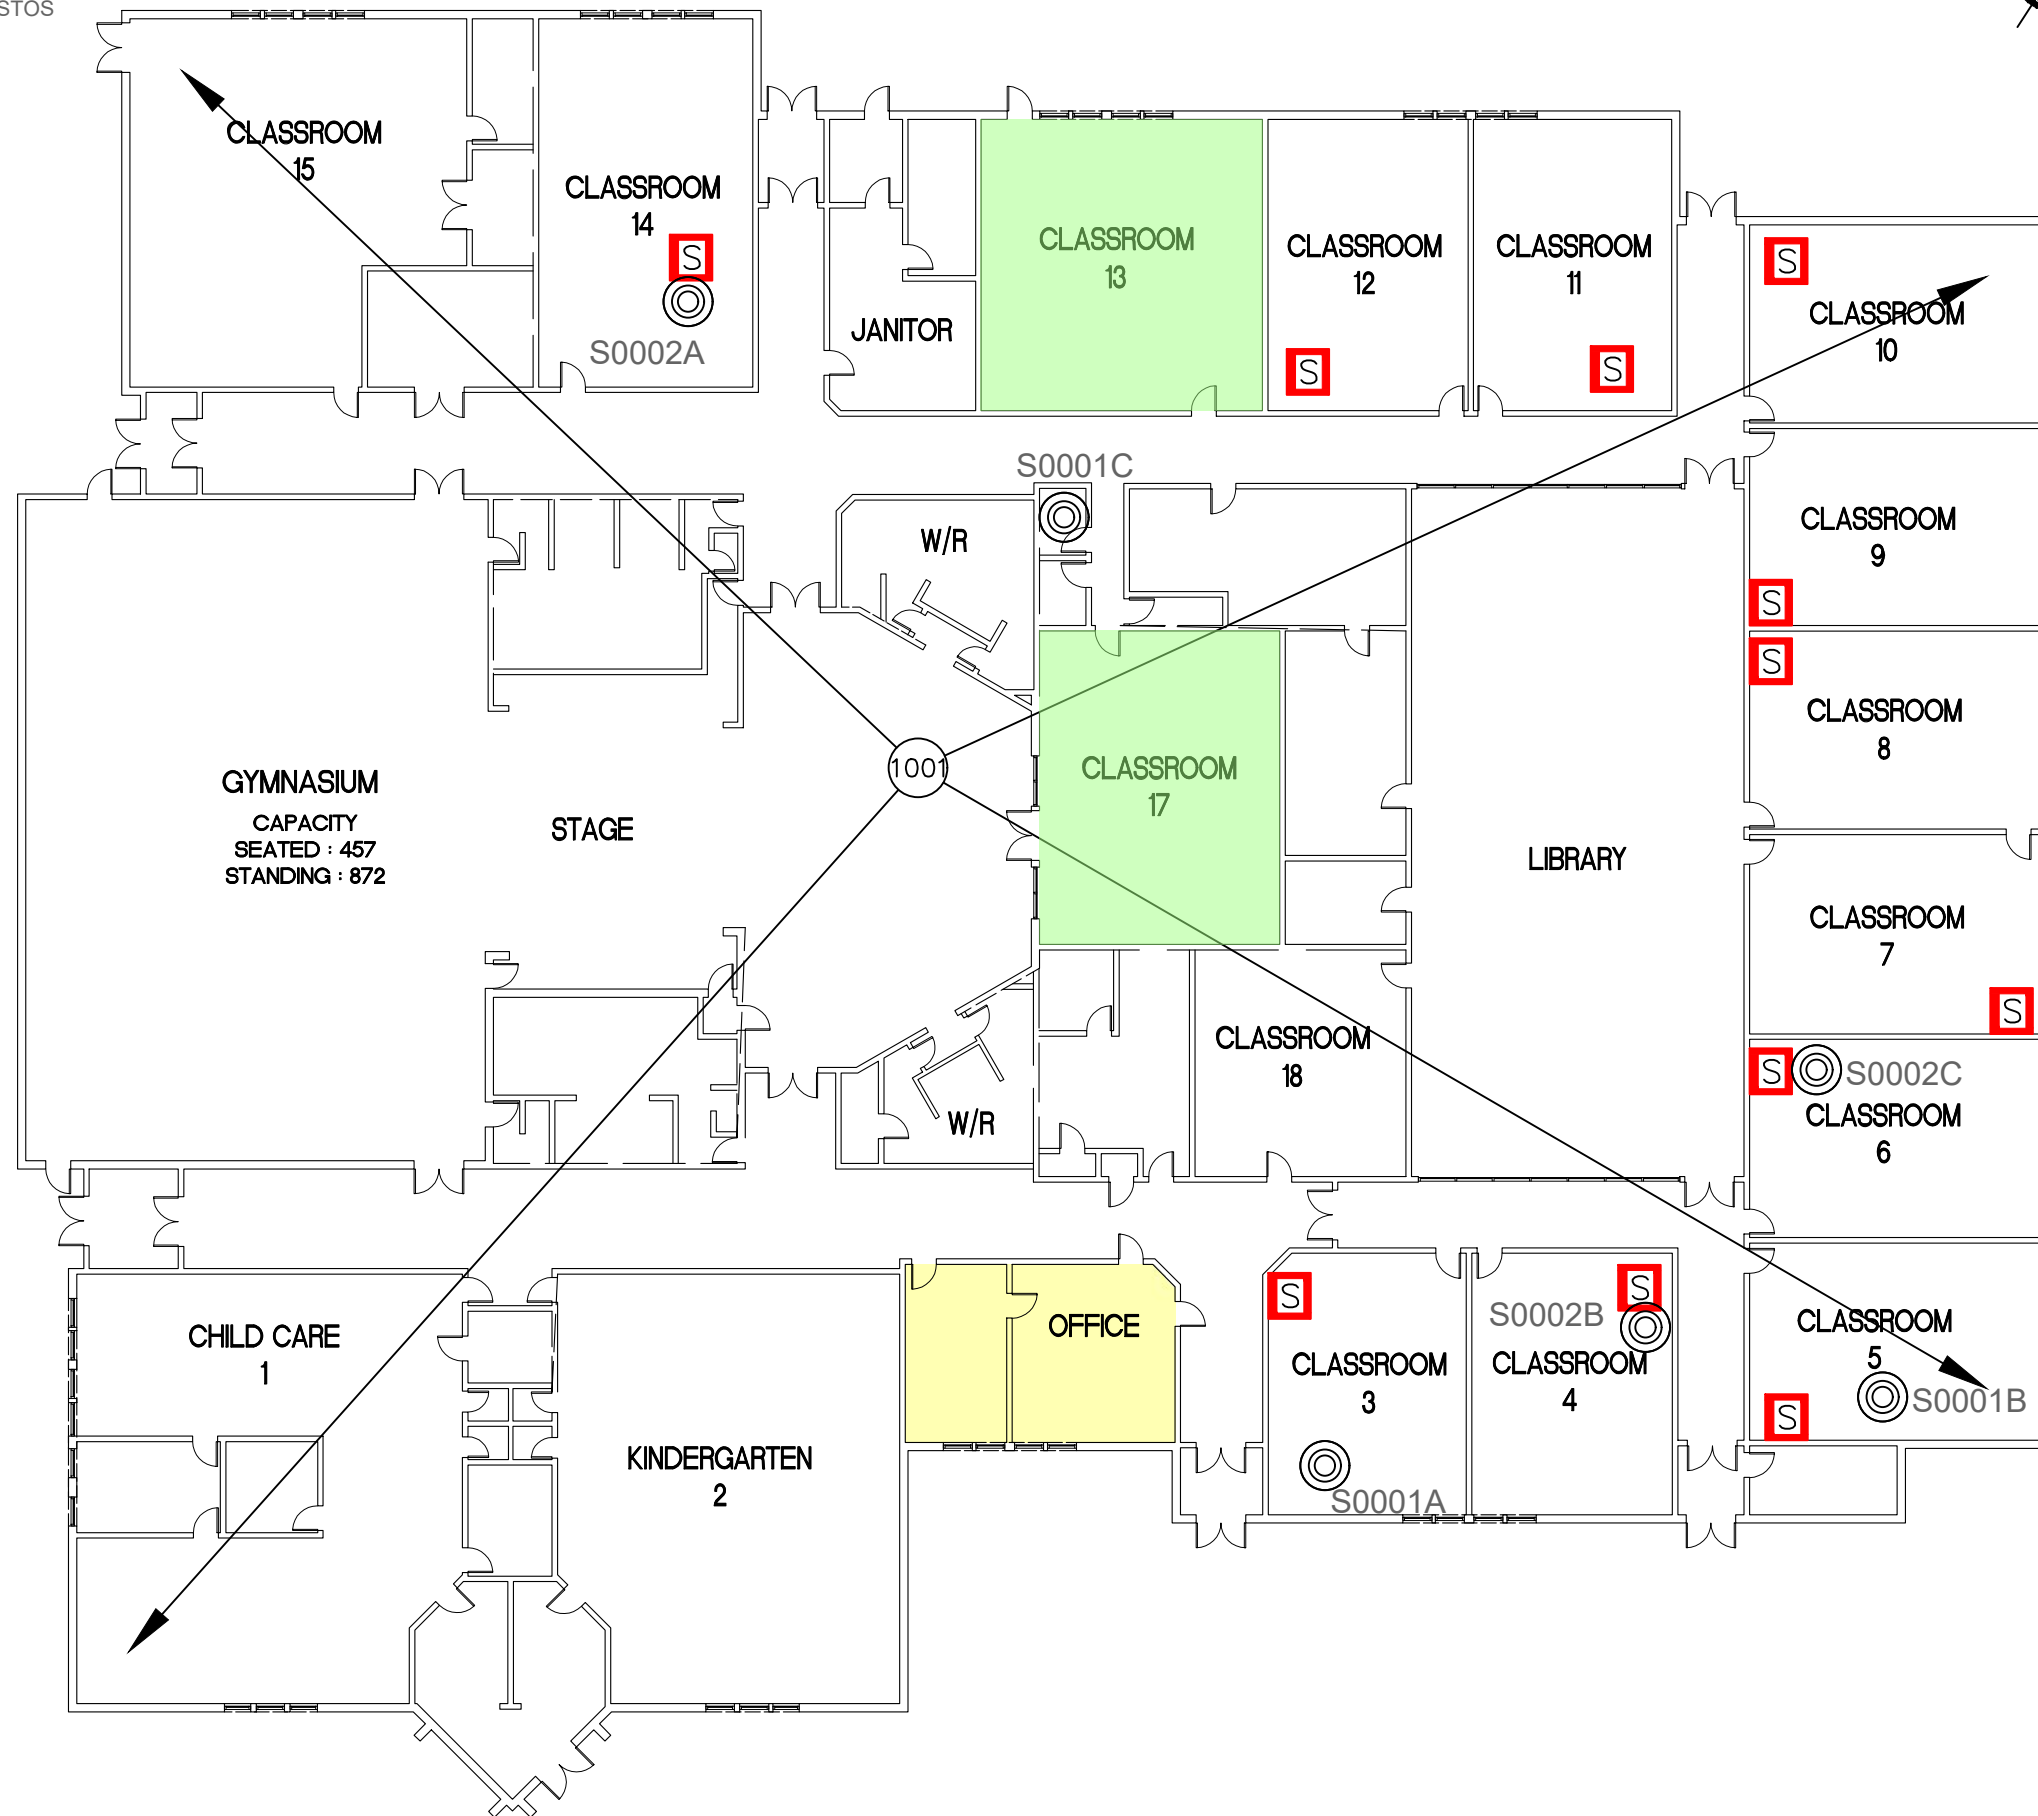 STOS
CLASSROOM
15
CLASSROOM
14
S
S0002A
JANITOR
CLASSROOM
13
CLASSROOM
12
S
CLASSROOM
11
S
S
CLASSROOM
10
S0001C
W/R
CLASSROOM
9
S
S
CLASSROOM
8
GYMNASIUM
CAPACITY
SEATED : 457
STANDING : 872
STAGE
1001
CLASSROOM
17
LIBRARY
CLASSROOM
7
S
CLASSROOM
18
W/R
S
S0002C
CLASSROOM
6
CHILD CARE
1
KINDERGARTEN
2
OFFICE
S
CLASSROOM
3
S0001A
S
S0002B
CLASSROOM
4
CLASSROOM
5
S0001B
S